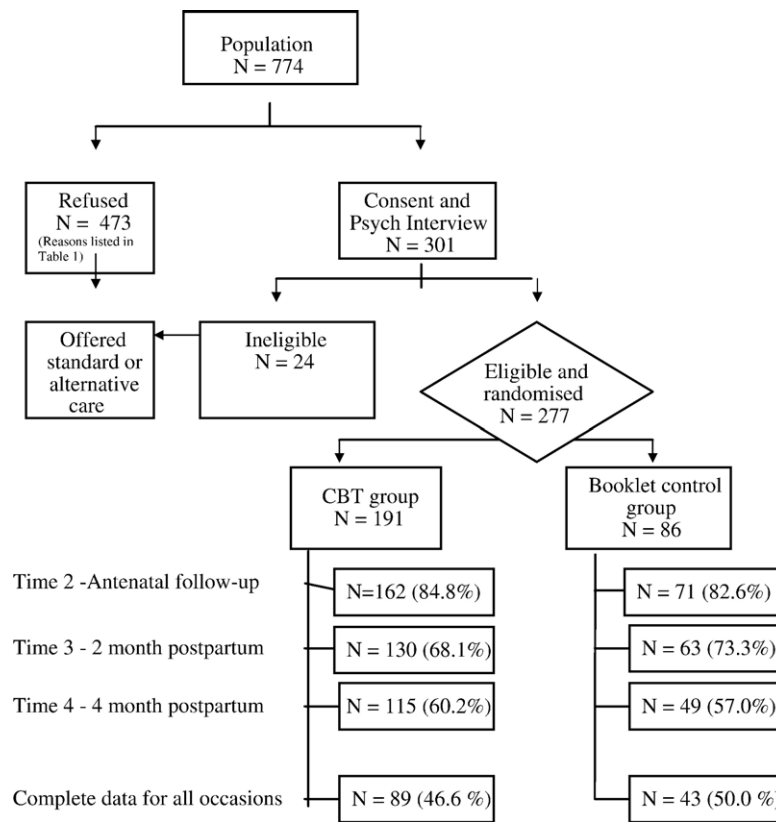 Population
N = 774
Refused
N = 473
(Reasons listed in
Table 1)
Consent and
Psych Interview
N = 301
Offered
standard or
alternative
care
Ineligible
N = 24
Eligible and
randomised
N = 277
CBT group
N = 191
Booklet control
group
N = 86
Time 2 -Antenatal follow-up
N=162 (84.8%)
N = 71 (82.6%)
Time 3 - 2 month postpartum
N = 130 (68.1%)
N = 63 (73.3%)
Time 4 - 4 month postpartum
N = 115 (60.2%)
N = 49 (57.0%)
Complete data for all occasions
N = 89 (46.6 %)
N = 43 (50.0 %)